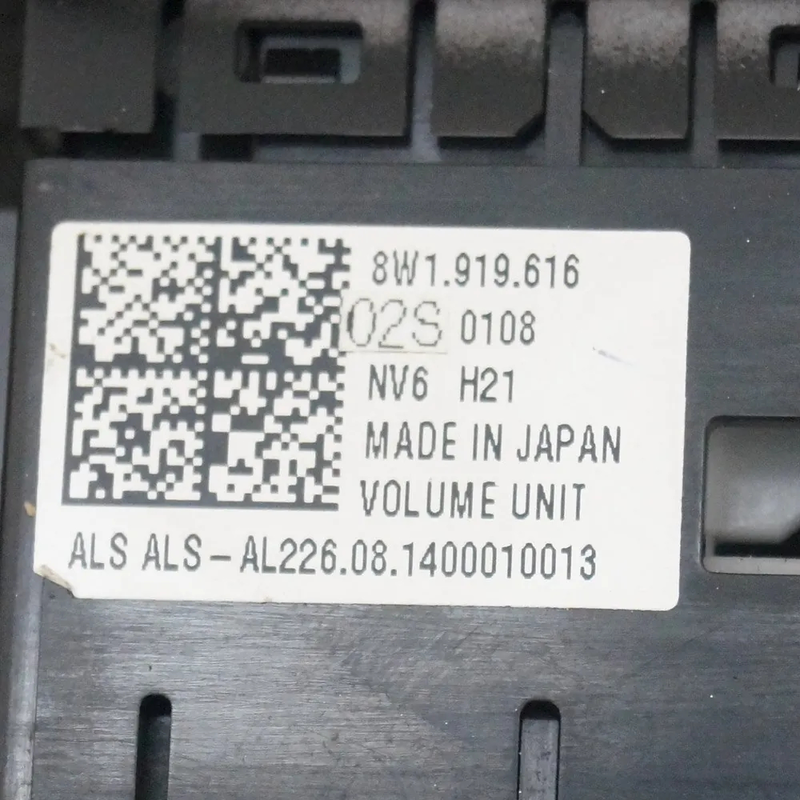 8W1.919.616
02S 0108
NV6 H21
MADE IN JAPAN
VOLUME UNIT
ALS ALS-AL226.08.1400010013